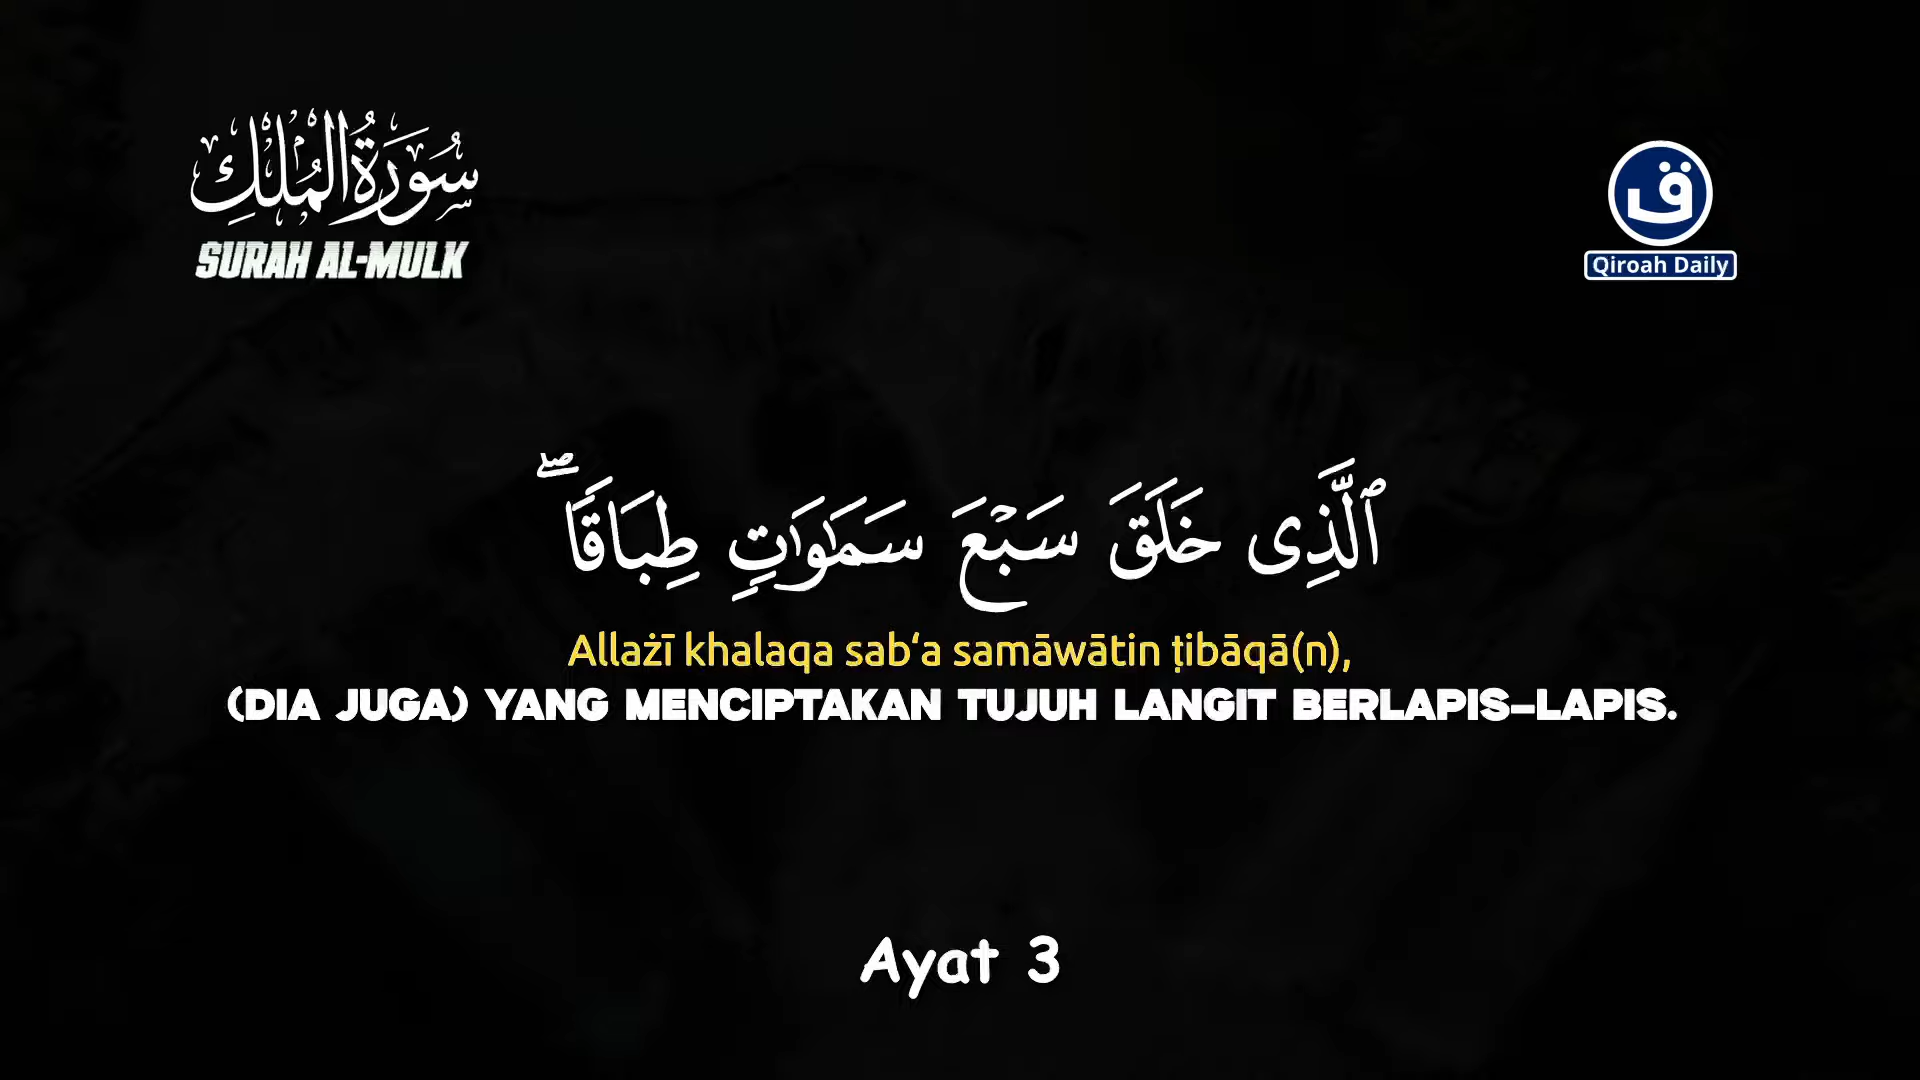 سُوْرَةُ الْمُلْكِ
SURAH AL-MULK
ق
Qiroah Daily
ٱلَّذِى خَلَقَ سَبْعَ سَمَـٰوَٰتٍۢ طِبَاقًۭا ۖ
Allażī khalaqa sab‘a samāwātin ṭibāqā(n),
(DIA JUGA) YANG MENCIPTAKAN TUJUH LANGIT BERLAPIS-LAPIS.
Ayat 3